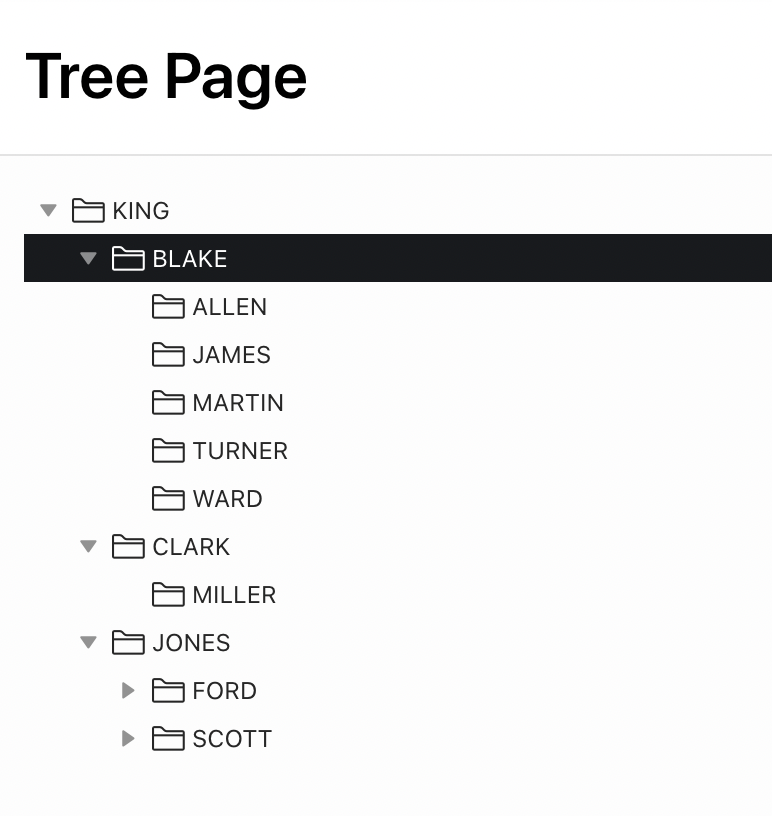 Tree Page
KING
BLAKE
ALLEN
JAMES
MARTIN
TURNER
WARD
CLARK
MILLER
JONES
FORD
SCOTT